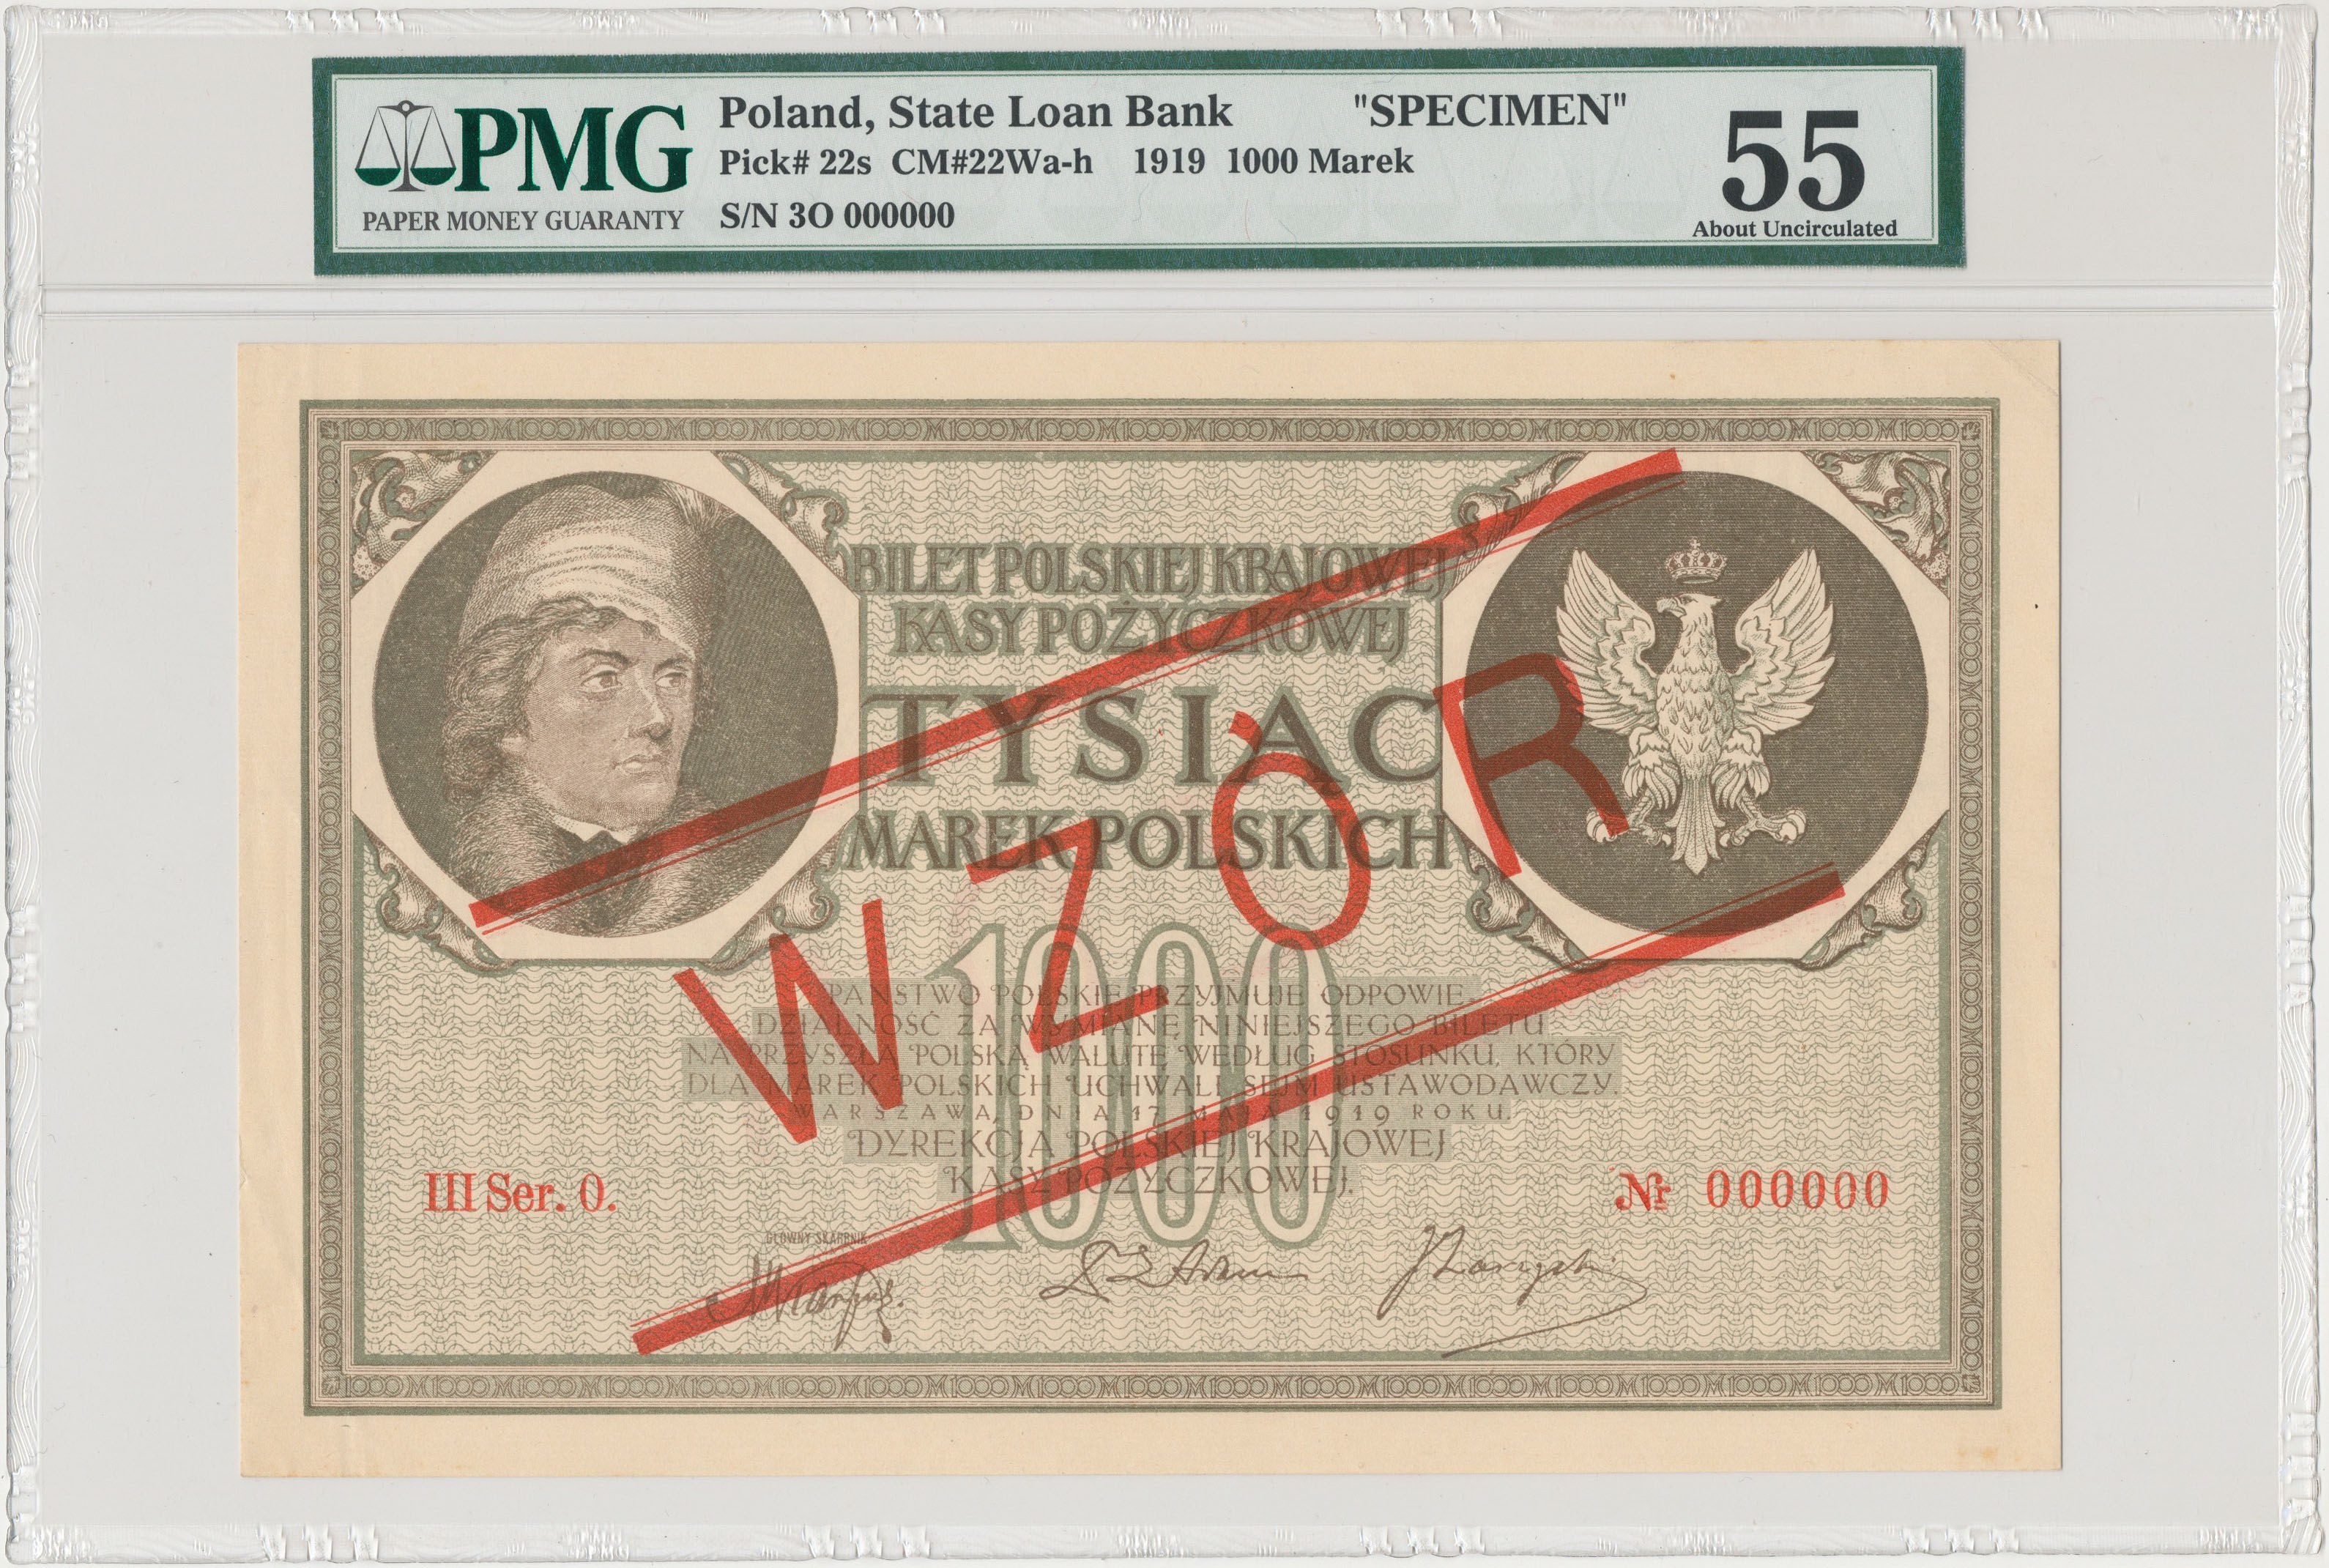 PMG
PAPER MONEY GUARANTY
Poland, State Loan Bank "SPECIMEN"
Pick# 22s CM#22Wa-h 1919 1000 Marek
S/N 3O 000000
55
About Uncirculated
BILET POLSKIEJ KRAJOWEJ
KASY POŻYCZKOWEJ
TYSIĄC
MAREK POLSKICH
WZÓR
1000
PAŃSTWO POLSKIE PRZYJMUJE ODPOWIE-
DZIALNOŚĆ ZA WYMIANĘ NINIEJSZEGO BILETU
NA PRZYSZŁĄ POLSKĄ WALUTĘ WEDŁUG STOSUNKU, KTÓRY
DLA MAREK POLSKICH UCHWALI SEJM USTAWODAWCZY.
WARSZAWA, DNIA 17 MAJA 1919 ROKU.
DYREKCJA POLSKIEJ KRAJOWEJ
KASY POŻYCZKOWEJ.
III Ser. O.
Nr 000000
GŁÓWNY SKARBNIK